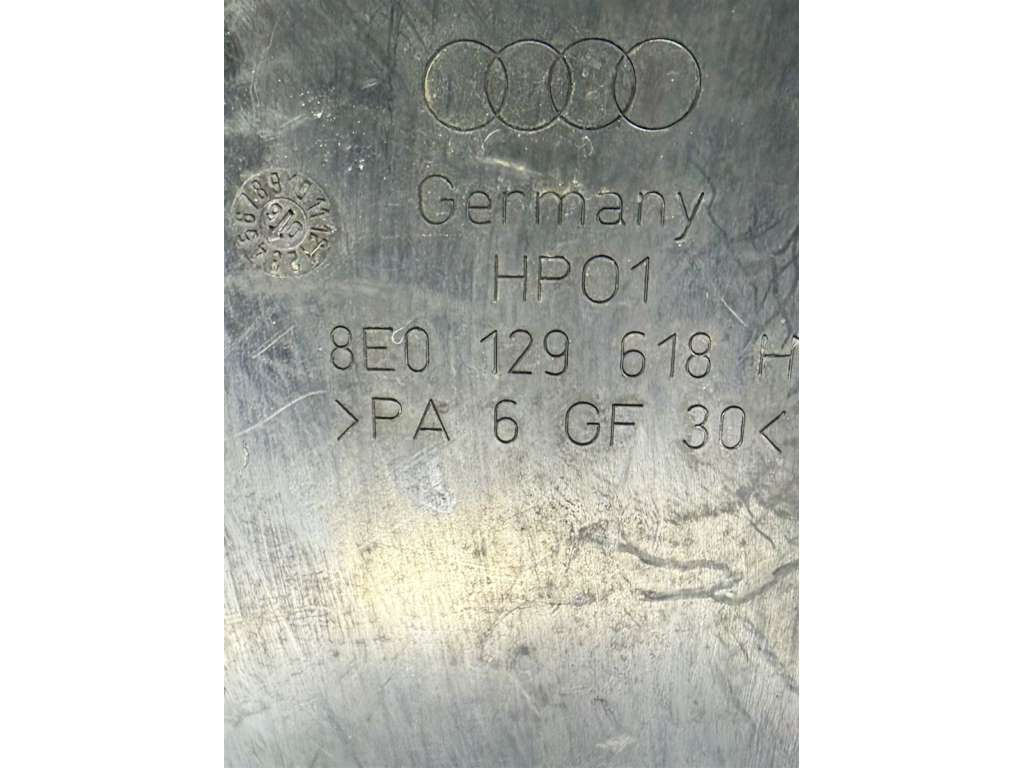 Germany
HP01
8E0 129 618 H
>PA 6 GF 30<